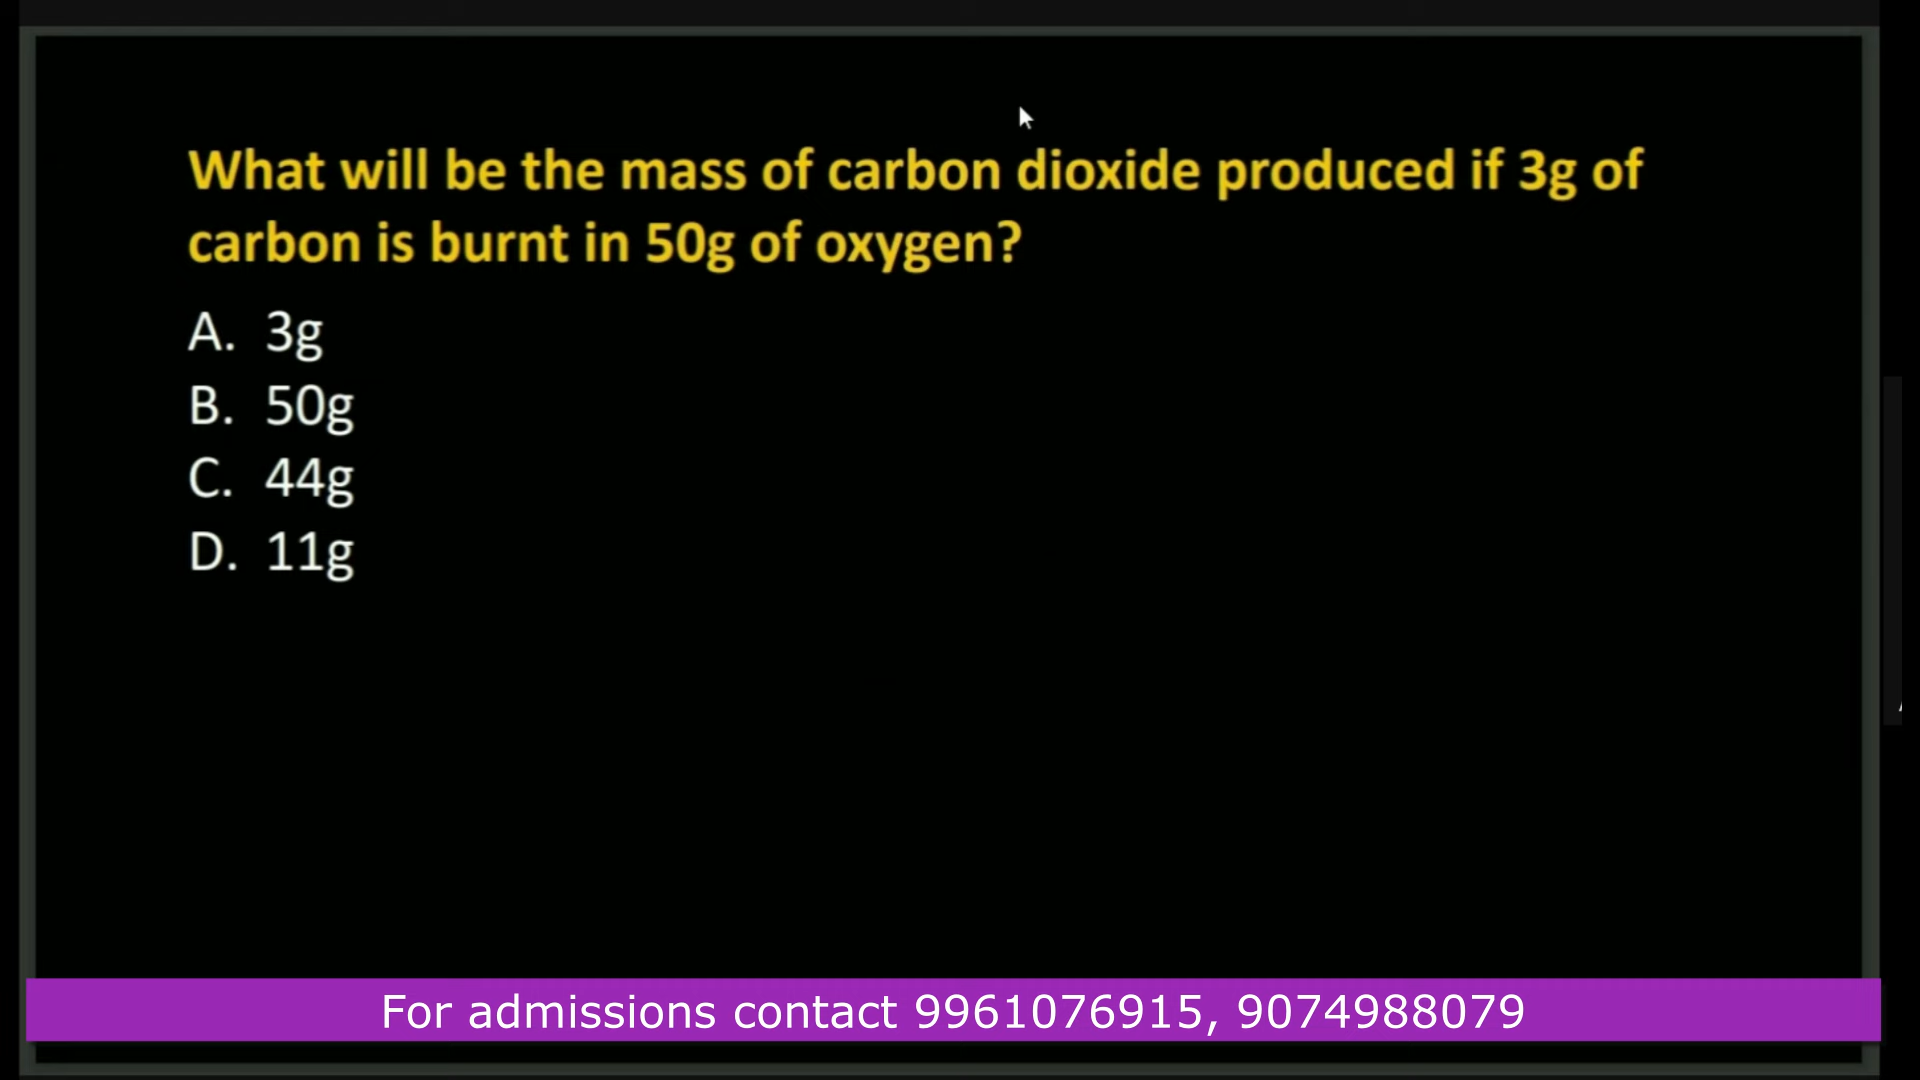 What will be the mass of carbon dioxide produced if 3g of
carbon is burnt in 50g of oxygen?
A. 3g
B. 50g
C. 44g
D. 11g
For admissions contact 9961076915, 9074988079